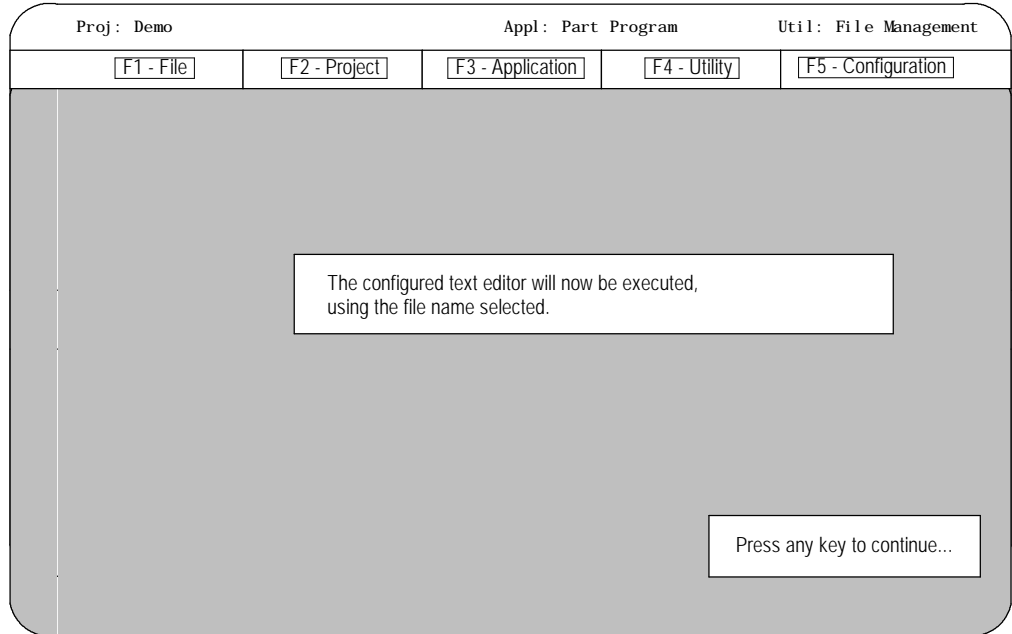 Proj: Demo Appl: Part Program Util: File Management
F1 - File F2 - Project F3 - Application F4 - Utility F5 - Configuration
The configured text editor will now be executed,
using the file name selected.
Press any key to continue...